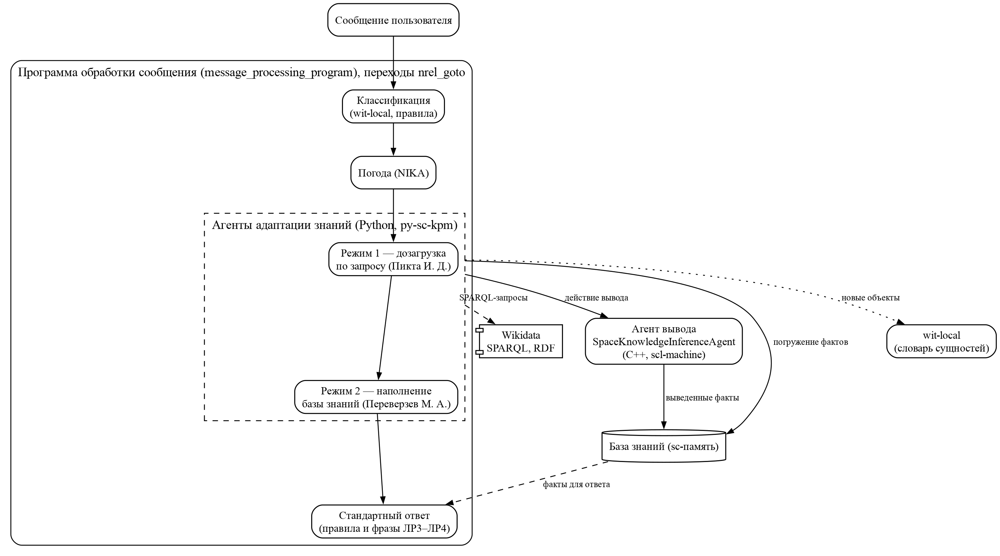 Сообщение пользователя
Программа обработки сообщения (message_processing_program), переходы nrel_goto
Классификация
(wit-local, правила)
Погода (NIKA)
Агенты адаптации знаний (Python, py-sc-kpm)
Режим 1 — дозагрузка
по запросу (Пикта И. Д.)
SPARQL-запросы
действие вывода
новые объекты
Wikidata
SPARQL, RDF
Агент вывода
SpaceKnowledgeInferenceAgent
(C++, scl-machine)
погружение фактов
wit-local
(словарь сущностей)
Режим 2 — наполнение
базы знаний (Переверзев М. А.)
выведенные факты
База знаний (sc-память)
факты для ответа
Стандартный ответ
(правила и фразы ЛР3–ЛР4)